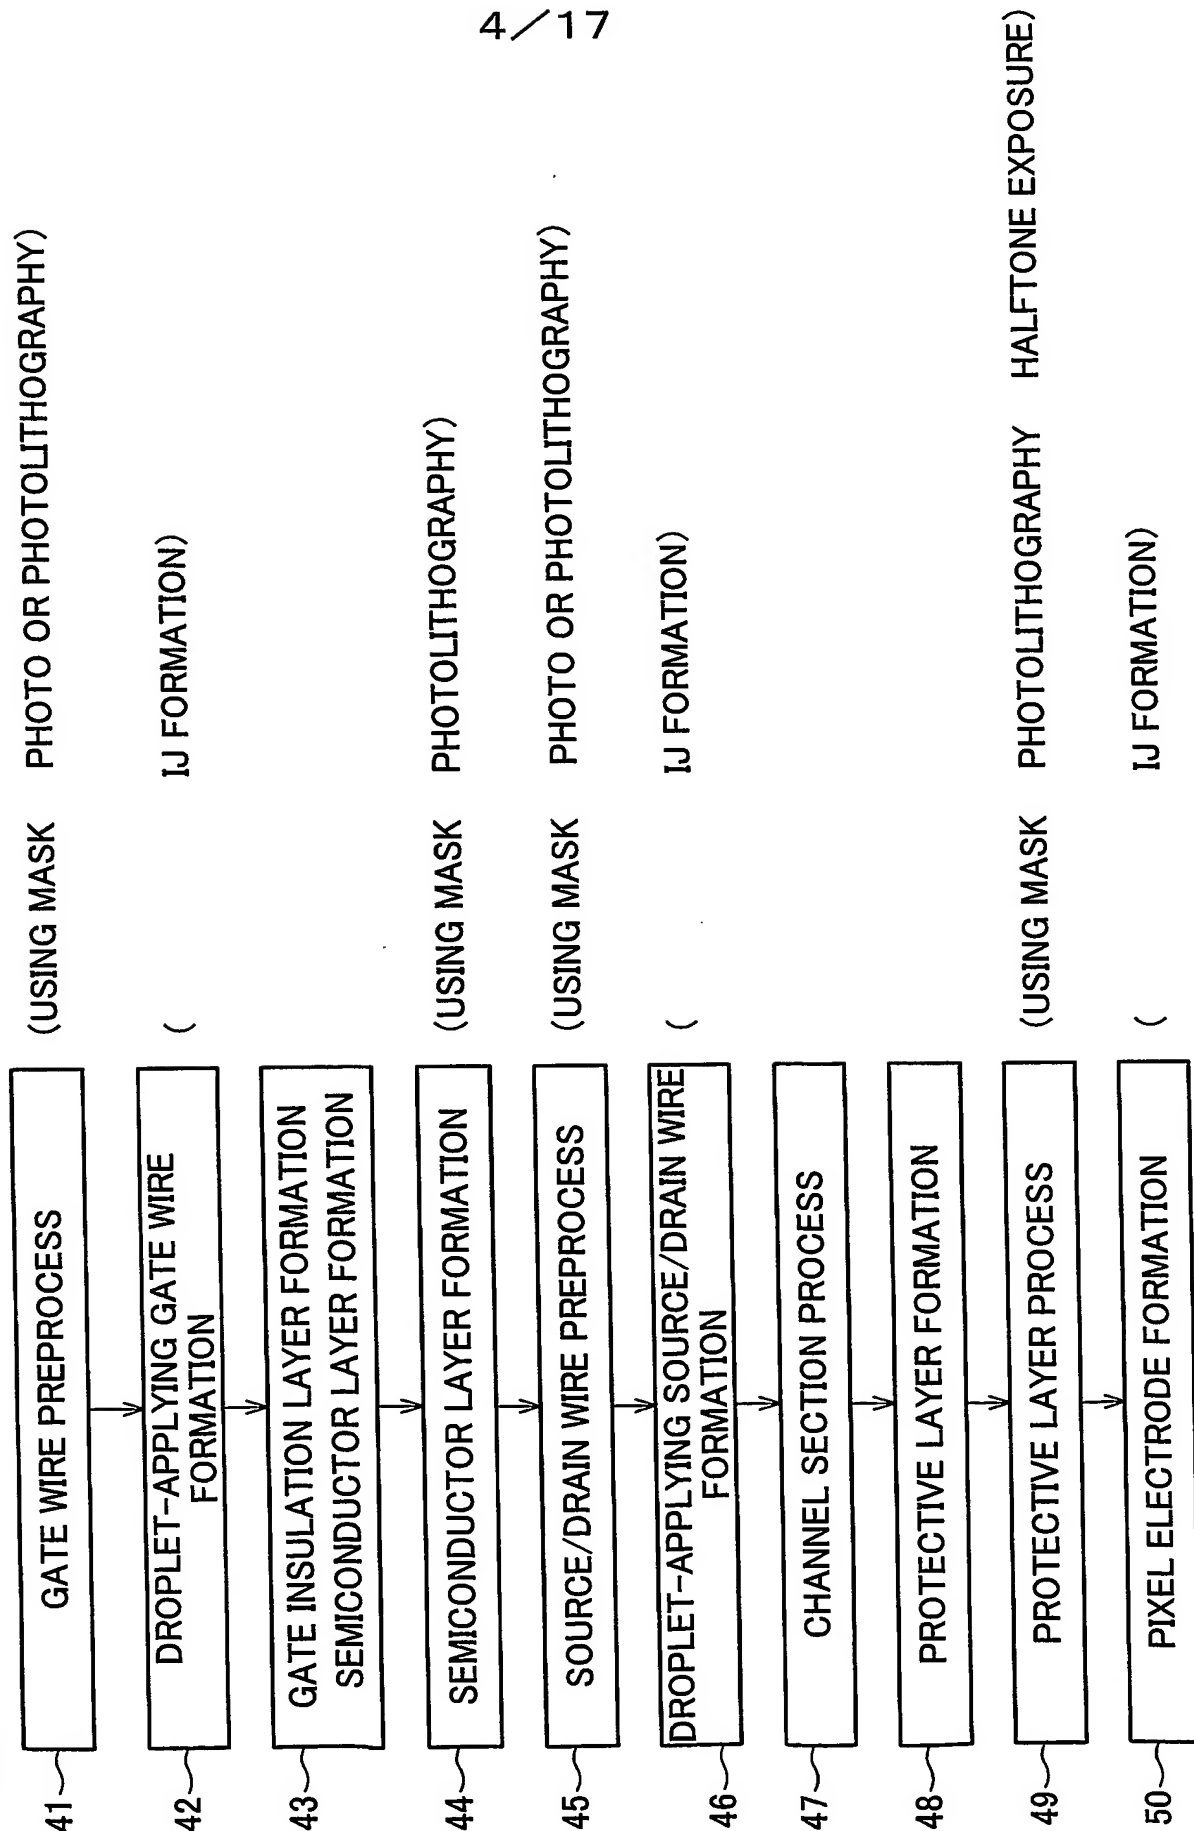 4/17
41 GATE WIRE PREPROCESS (USING MASK PHOTO OR PHOTOLITHOGRAPHY)
42 DROPLET-APPLYING GATE WIRE
FORMATION
( IJ FORMATION)
43 GATE INSULATION LAYER FORMATION
SEMICONDUCTOR LAYER FORMATION
44 SEMICONDUCTOR LAYER FORMATION (USING MASK PHOTOLITHOGRAPHY)
45 SOURCE/DRAIN WIRE PREPROCESS (USING MASK PHOTO OR PHOTOLITHOGRAPHY)
46 DROPLET-APPLYING SOURCE/DRAIN WIRE
FORMATION
( IJ FORMATION)
47 CHANNEL SECTION PROCESS
48 PROTECTIVE LAYER FORMATION
49 PROTECTIVE LAYER PROCESS (USING MASK PHOTOLITHOGRAPHY HALFTONE EXPOSURE)
50 PIXEL ELECTRODE FORMATION ( IJ FORMATION)